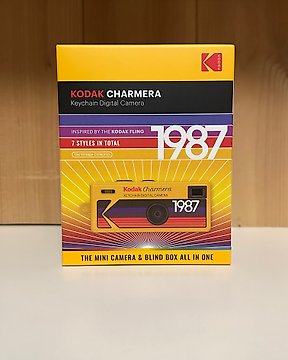 Kodak
KODAK CHARMERA
Keychain Digital Camera
INSPIRED BY THE KODAK FLING
7 STYLES IN TOTAL
1987
Kodak Charmera
KEYCHAIN DIGITAL CAMERA
1987
THE MINI CAMERA & BLIND BOX ALL IN ONE